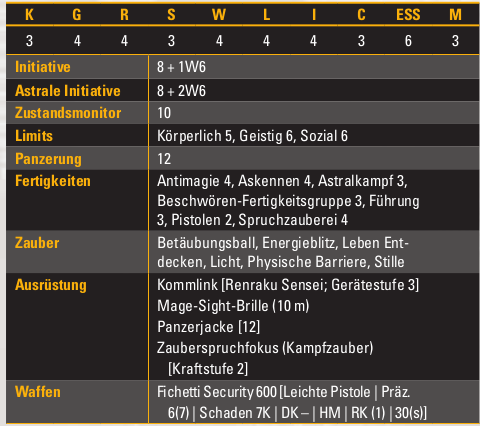 K G R S W L I C ESS M
3 4 4 3 4 4 4 3 6 3
Initiative 8 + 1W6
Astrale Initiative 8 + 2W6
Zustandsmonitor 10
Limits Körperlich 5, Geistig 6, Sozial 6
Panzerung 12
Fertigkeiten Antimagie 4, Askennen 4, Astralkampf 3,
Beschwören-Fertigkeitsgruppe 3, Führung
3, Pistolen 2, Spruchzauberei 4
Zauber Betäubungsball, Energieblitz, Leben Ent-
decken, Licht, Physische Barriere, Stille
Ausrüstung Kommlink [Renraku Sensei; Gerätestufe 3]
Mage-Sight-Brille (10 m)
Panzerjacke [12]
Zauberspruchfokus (Kampfzauber)
[Kraftstufe 2]
Waffen Fichetti Security 600 [Leichte Pistole | Präz.
6(7) | Schaden 7K | DK – | HM | RK (1) | 30(s)]